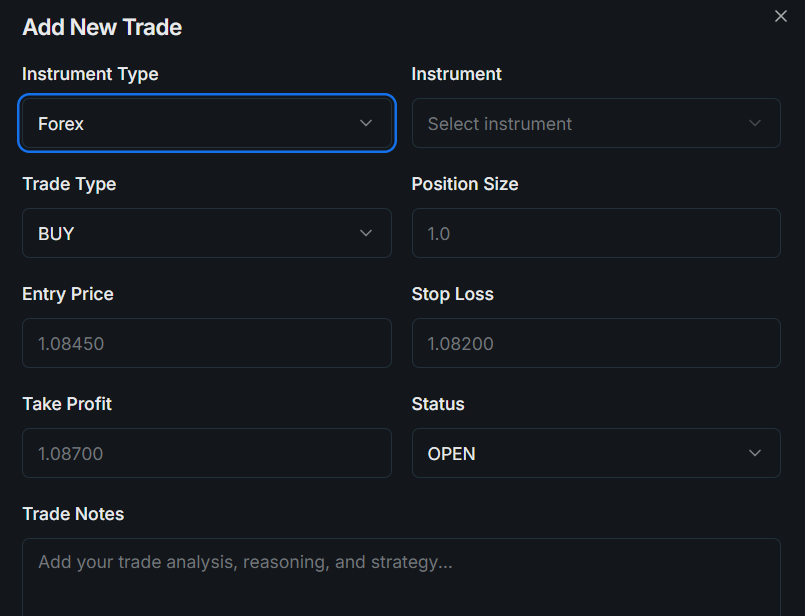 Add New Trade
Instrument Type
Instrument
Forex
Select instrument
Trade Type
Position Size
BUY
1.0
Entry Price
Stop Loss
1.08450
1.08200
Take Profit
Status
1.08700
OPEN
Trade Notes
Add your trade analysis, reasoning, and strategy...